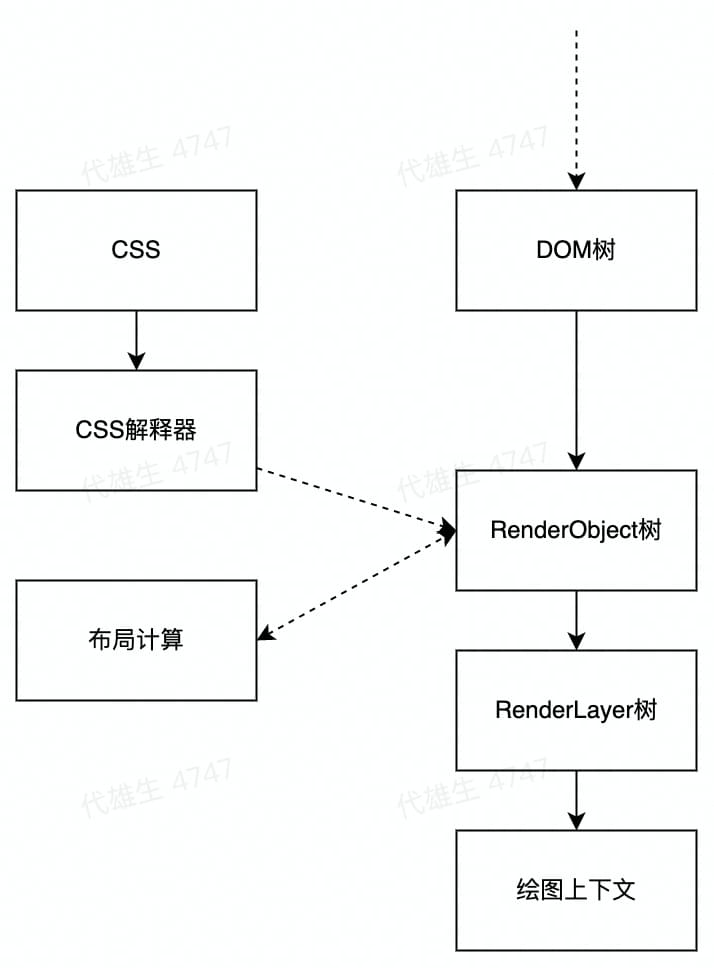 代雄生 4747
代雄生 4747
CSS
DOM树
CSS解释器
代雄生 4747
代雄生 4747
RenderObject树
布局计算
RenderLayer树
代雄生 4747
代雄生 4747
绘图上下文